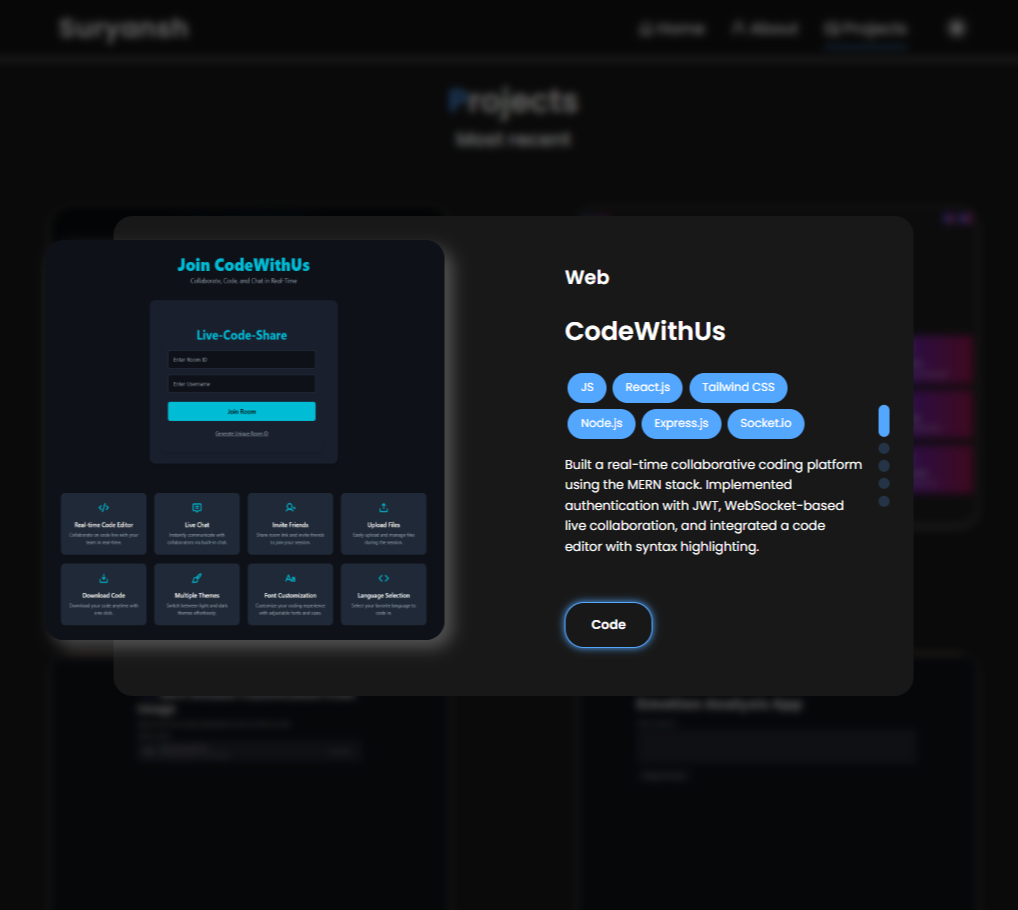 Suryansh
Home
About
Projects
Projects
Most recent
Join CodeWithUs
Collaborate, Code, and Chat in Real-Time
Live-Code-Share
Enter Room ID
Enter Username
Join Room
Generate Unique Room ID
Real-time Code Editor
Collaborate on code live with your
team in real-time.
Live Chat
Instantly communicate with
collaborators via built-in chat.
Invite Friends
Share room link and invite friends
to join your session.
Upload Files
Easily upload and manage files
during the session.
Download Code
Download your code anytime with
one click.
Multiple Themes
Switch between light and dark
themes effortlessly.
Font Customization
Customize your coding experience
with adjustable fonts and sizes.
Language Selection
Select your favorite language to
code in.
Web
CodeWithUs
JS
React.js
Tailwind CSS
Node.js
Express.js
Socket.io
Built a real-time collaborative coding platform
using the MERN stack. Implemented
authentication with JWT, WebSocket-based
live collaboration, and integrated a code
editor with syntax highlighting.
Code
Image
Emotion Analysis App